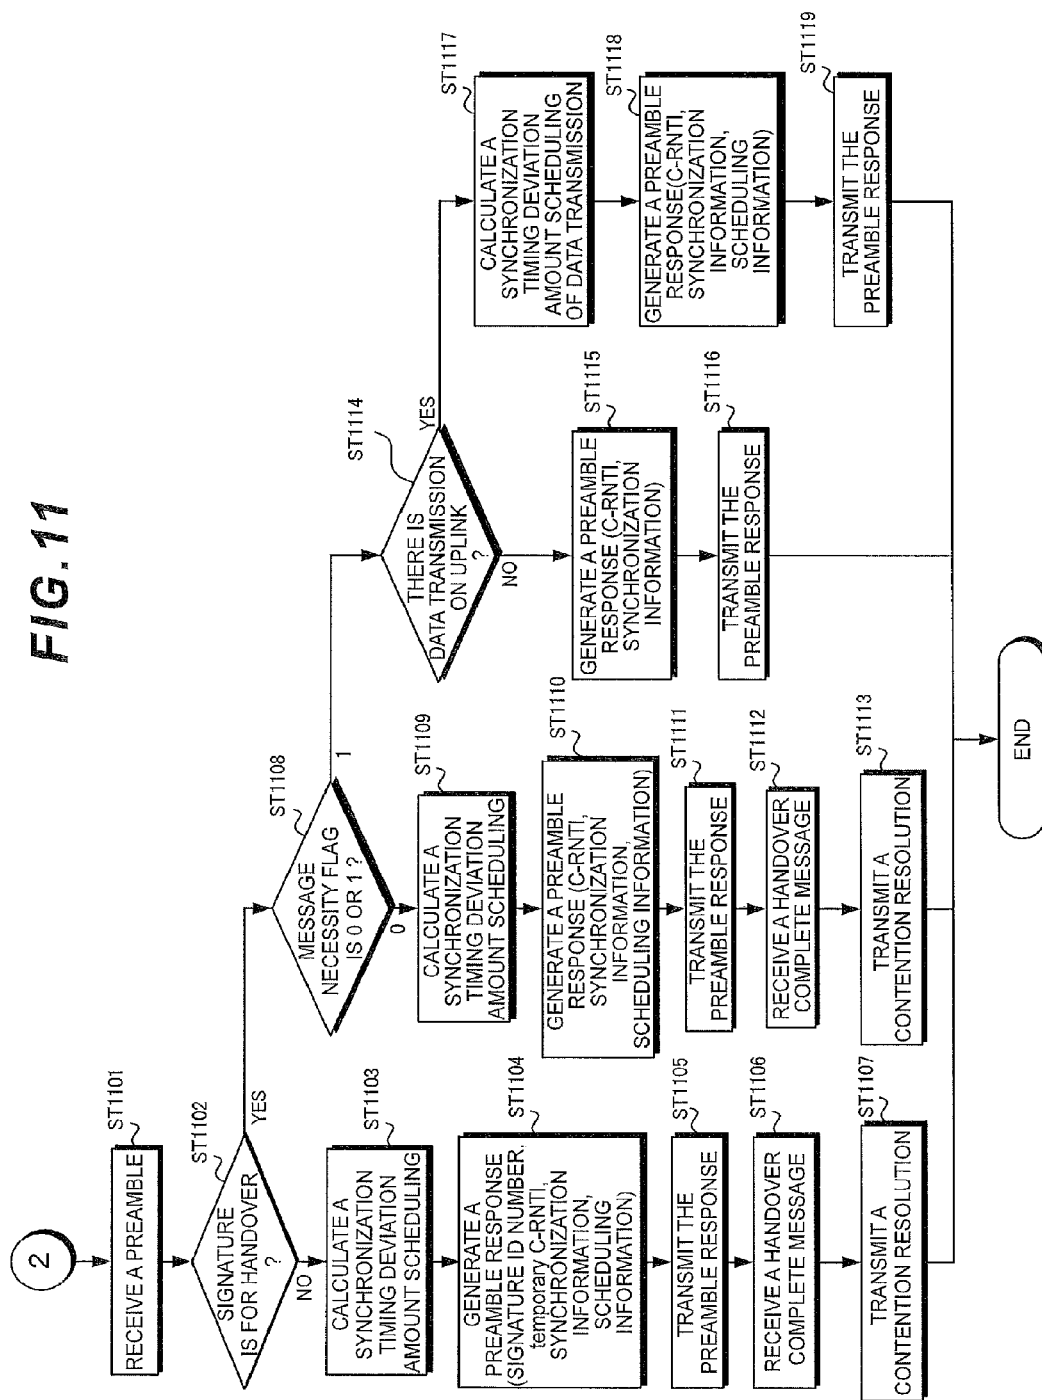 FIG. 11
2
RECEIVE A PREAMBLE
ST1101
SIGNATURE
IS FOR HANDOVER
?
ST1102
YES
NO
CALCULATE A
SYNCHRONIZATION
TIMING DEVIATION
AMOUNT SCHEDULING
ST1103
GENERATE A
PREAMBLE RESPONSE
(SIGNATURE ID NUMBER,
temporary C-RNTI,
SYNCHRONIZATION
INFORMATION,
SCHEDULING
INFORMATION)
ST1104
TRANSMIT THE
PREAMBLE RESPONSE
ST1105
RECEIVE A HANDOVER
COMPLETE MESSAGE
ST1106
TRANSMIT A
CONTENTION RESOLUTION
ST1107
MESSAGE
NECESSITY FLAG
IS 0 OR 1 ?
ST1108
1
0
CALCULATE A
SYNCHRONIZATION
TIMING DEVIATION
AMOUNT SCHEDULING
ST1109
GENERATE A PREAMBLE
RESPONSE (C-RNTI,
SYNCHRONIZATION
INFORMATION,
SCHEDULING INFORMATION)
ST1110
TRANSMIT THE
PREAMBLE RESPONSE
ST1111
RECEIVE A HANDOVER
COMPLETE MESSAGE
ST1112
TRANSMIT A
CONTENTION RESOLUTION
ST1113
THERE IS
DATA TRANSMISSION
ON UPLINK
?
ST1114
YES
NO
GENERATE A PREAMBLE
RESPONSE (C-RNTI,
SYNCHRONIZATION
INFORMATION)
ST1115
TRANSMIT THE
PREAMBLE RESPONSE
ST1116
CALCULATE A
SYNCHRONIZATION
TIMING DEVIATION
AMOUNT SCHEDULING
OF DATA TRANSMISSION
ST1117
GENERATE A PREAMBLE
RESPONSE(C-RNTI,
SYNCHRONIZATION
INFORMATION,
SCHEDULING
INFORMATION)
ST1118
TRANSMIT THE
PREAMBLE RESPONSE
ST1119
END